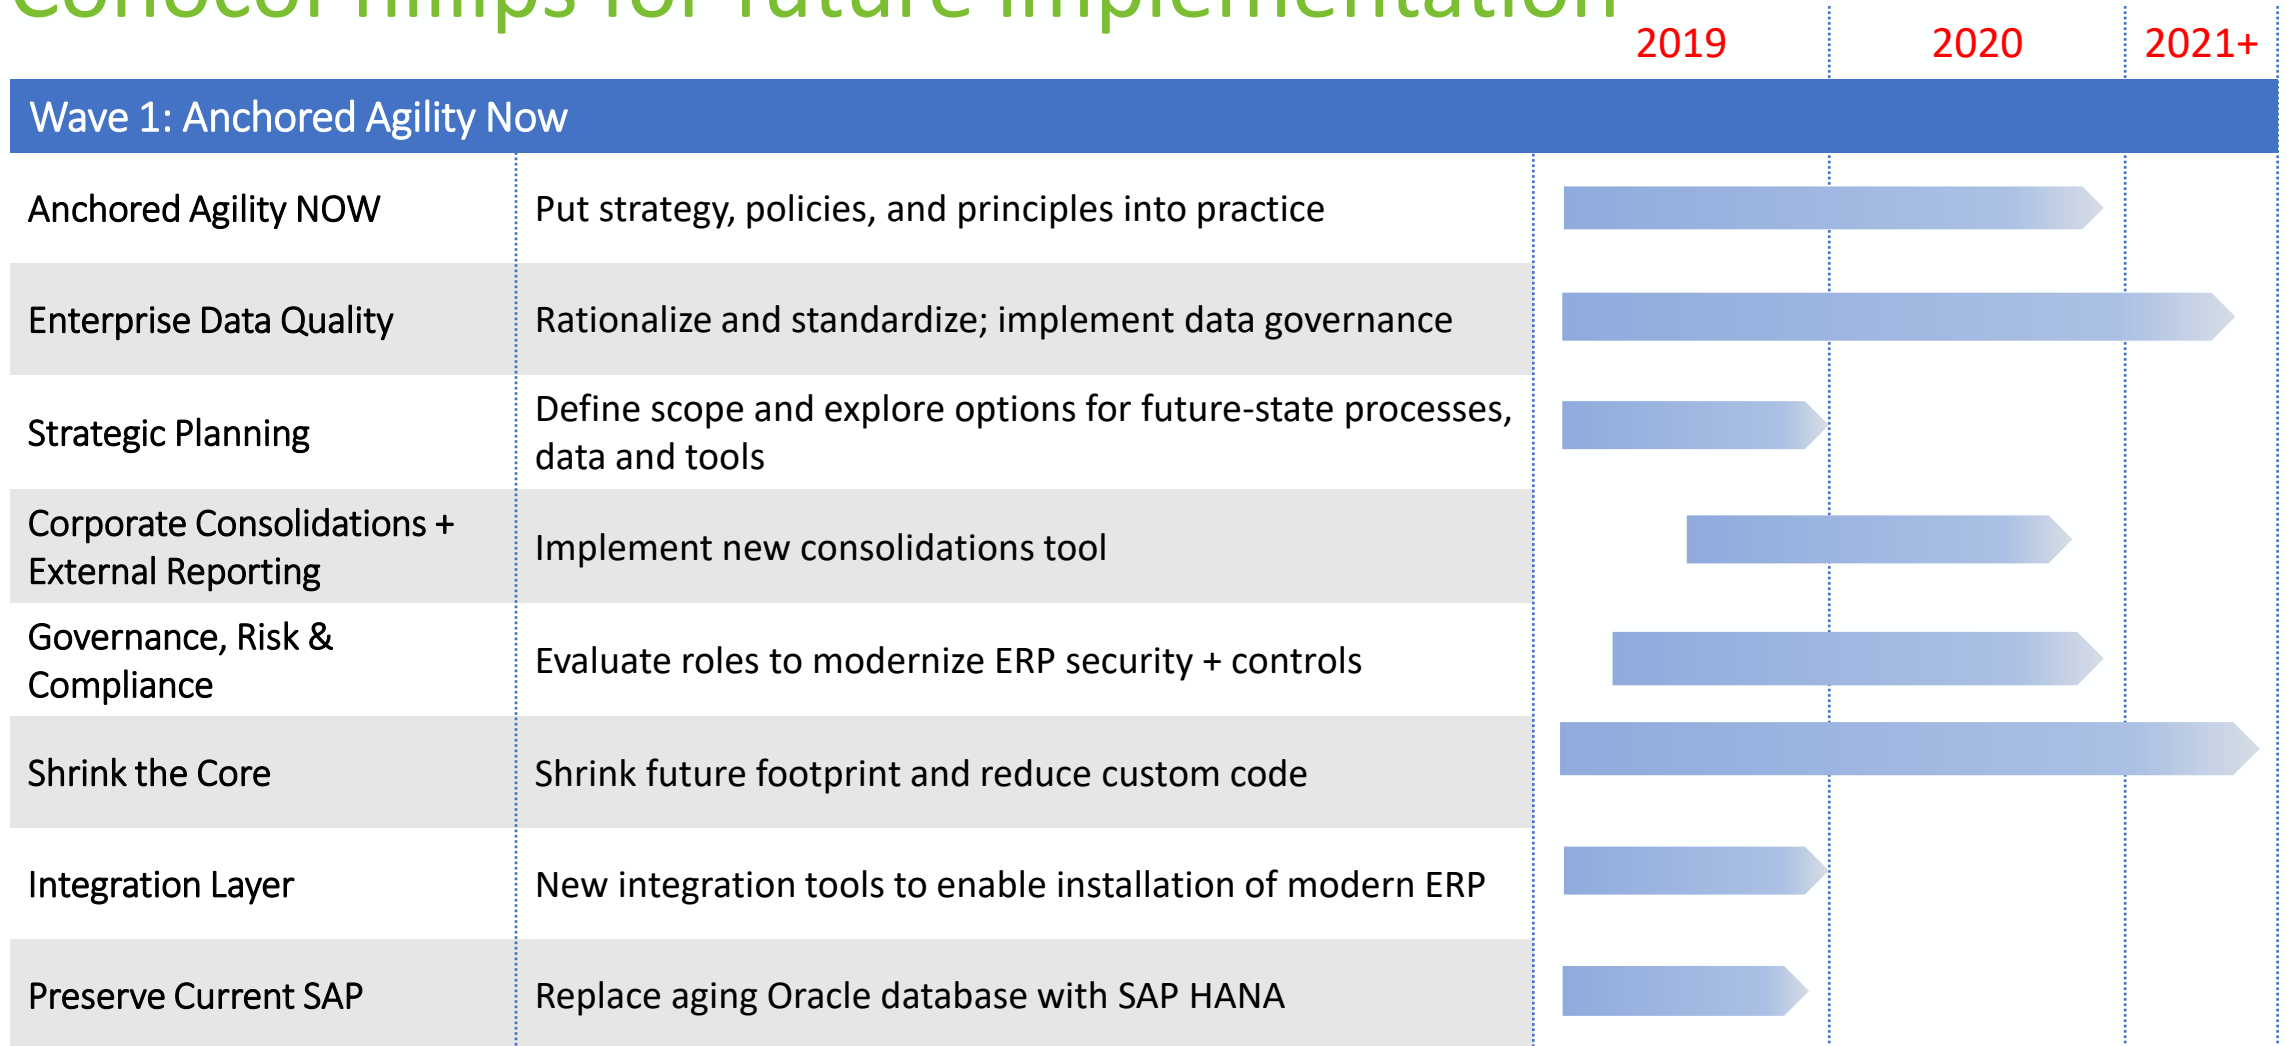 ConocoPhillips for future implementation
2019 2020 2021+
Wave 1: Anchored Agility Now
Anchored Agility NOW
Put strategy, policies, and principles into practice
Enterprise Data Quality
Rationalize and standardize; implement data governance
Strategic Planning
Define scope and explore options for future-state processes,
data and tools
Corporate Consolidations +
External Reporting
Implement new consolidations tool
Governance, Risk &
Compliance
Evaluate roles to modernize ERP security + controls
Shrink the Core
Shrink future footprint and reduce custom code
Integration Layer
New integration tools to enable installation of modern ERP
Preserve Current SAP
Replace aging Oracle database with SAP HANA